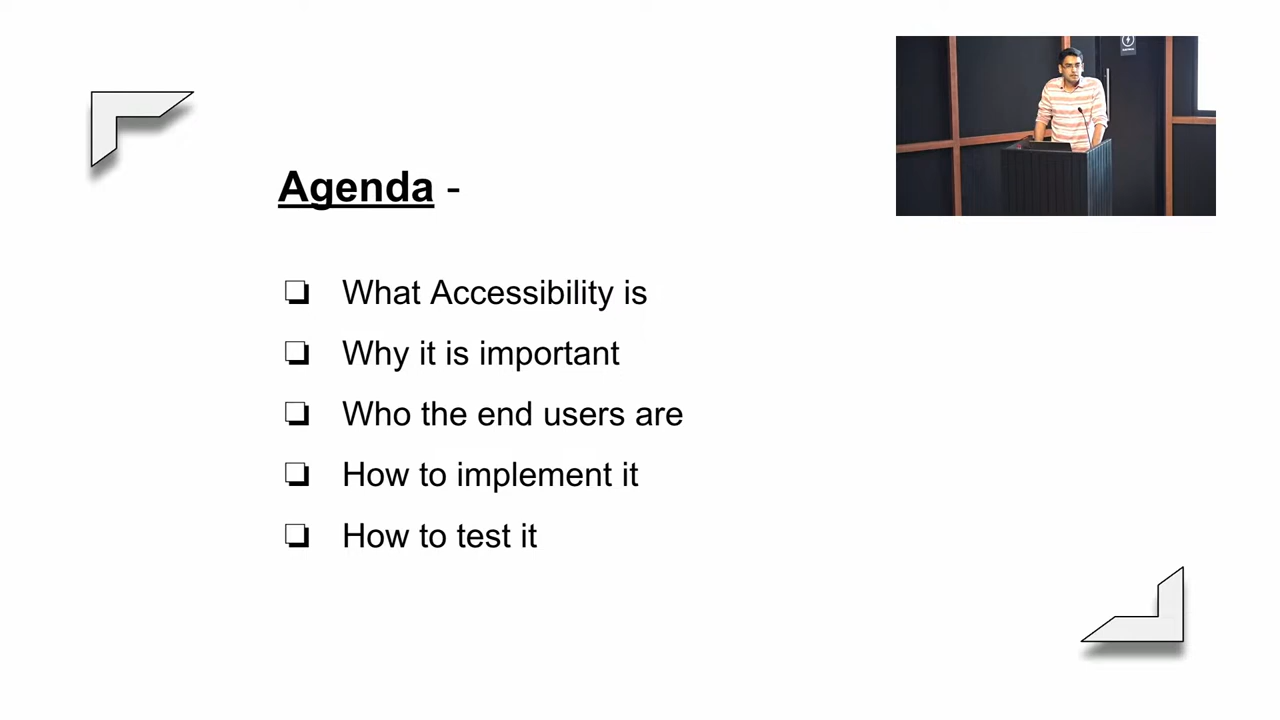 Agenda -
❏ What Accessibility is
❏ Why it is important
❏ Who the end users are
❏ How to implement it
❏ How to test it